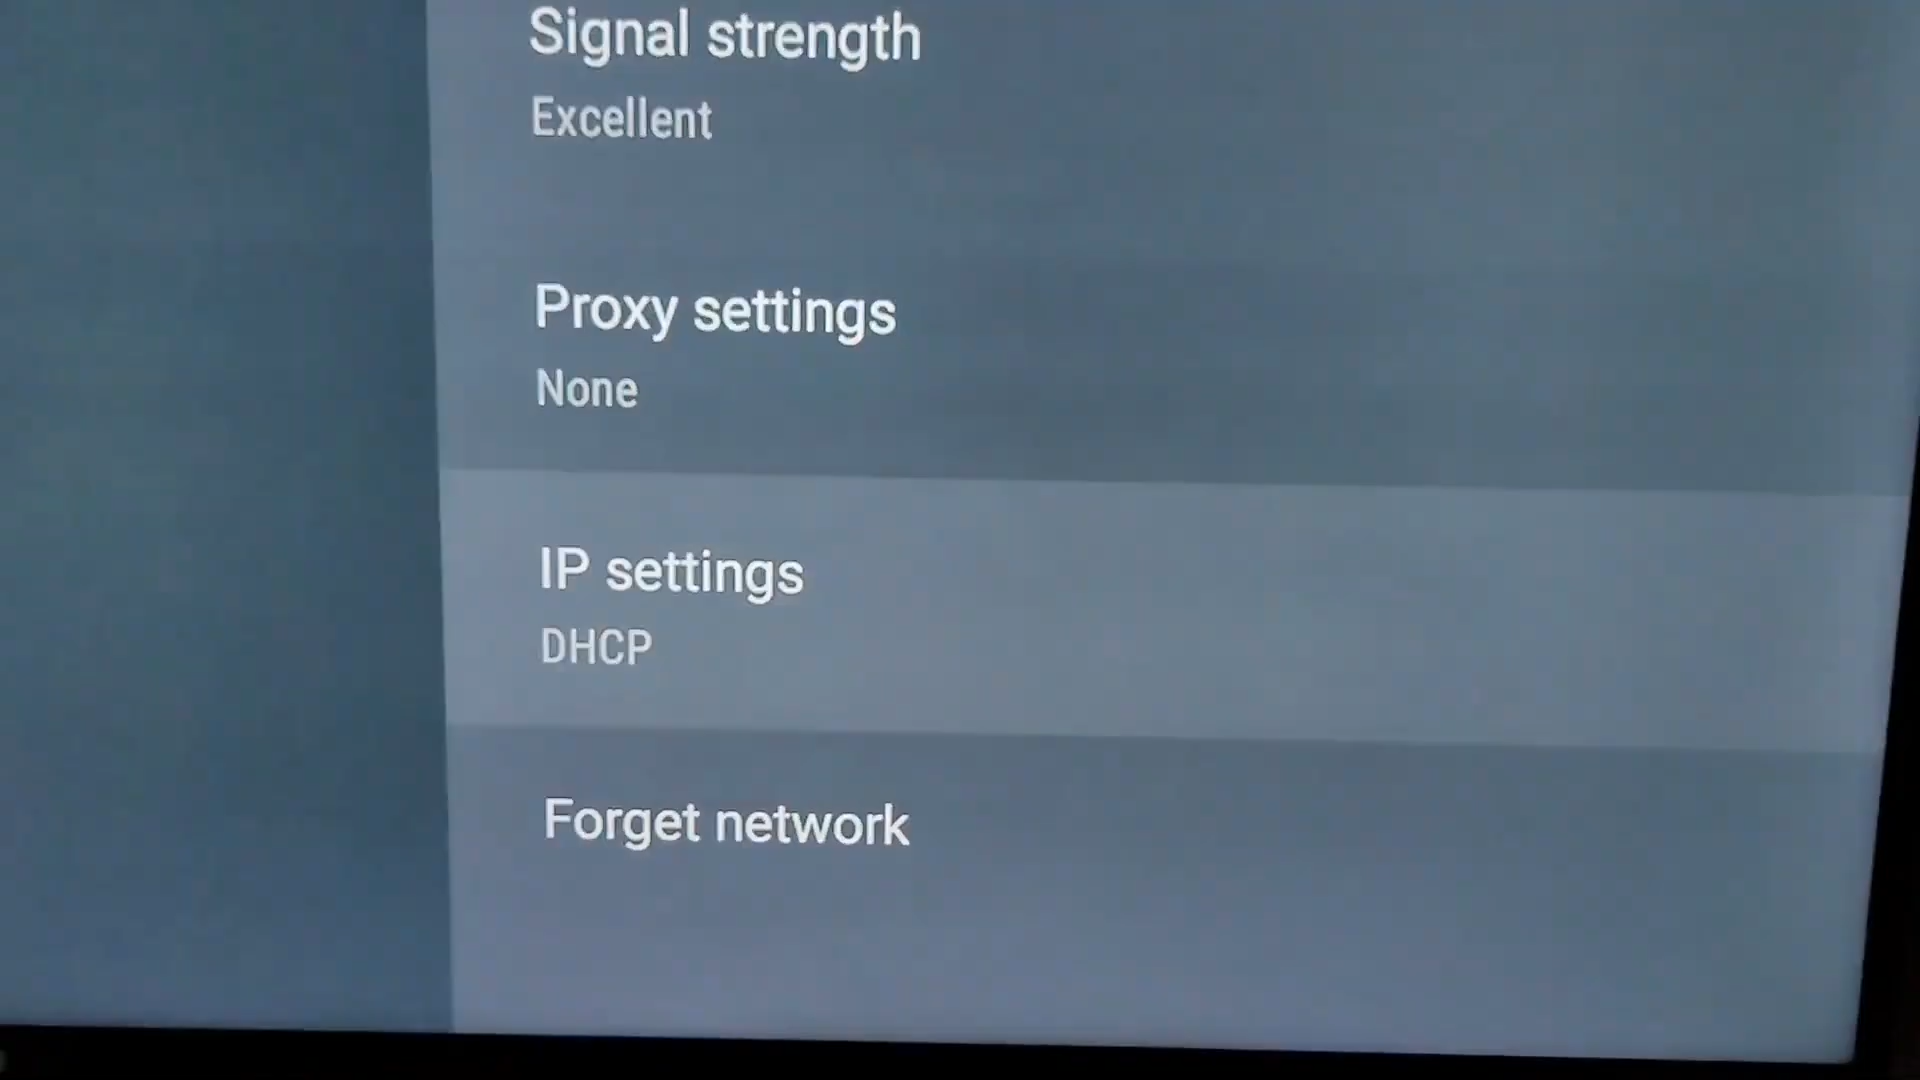 Signal strength
Excellent
Proxy settings
None
IP settings
DHCP
Forget network